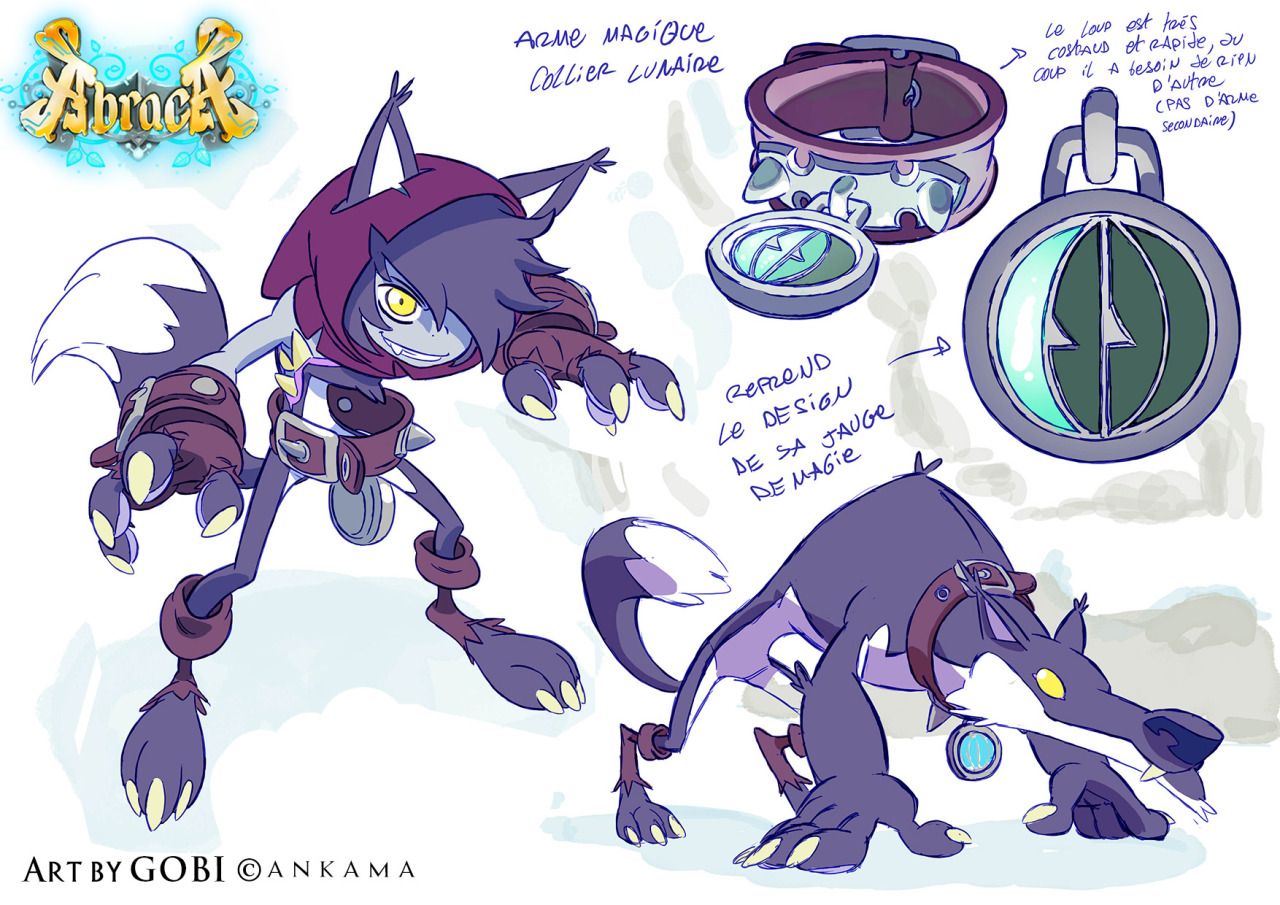 Abraca
ARME MAGIQUE
COLLIER LUNAIRE
LE LOUP EST TRÉS
COSTAUD ET RAPIDE, DU
COUP IL A BESOIN DE RIEN
D'AUTRE
(PAS D'ARME
SECONDAIRE)
REPREND
LE DESIGN
DE SA JAUGE
DE MAGIE
ART BY GOBI © ANKAMA